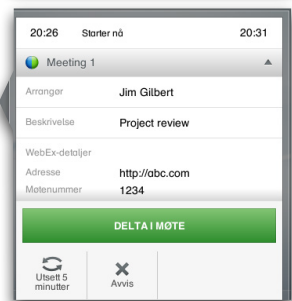 20:26 Starter nå 20:31
Meeting 1
Arrangør Jim Gilbert
Beskrivelse Project review
WebEx-detaljer
Adresse http://abc.com
Møtenummer 1234
DELTA I MØTE
Utsett 5
minutter
Avvis